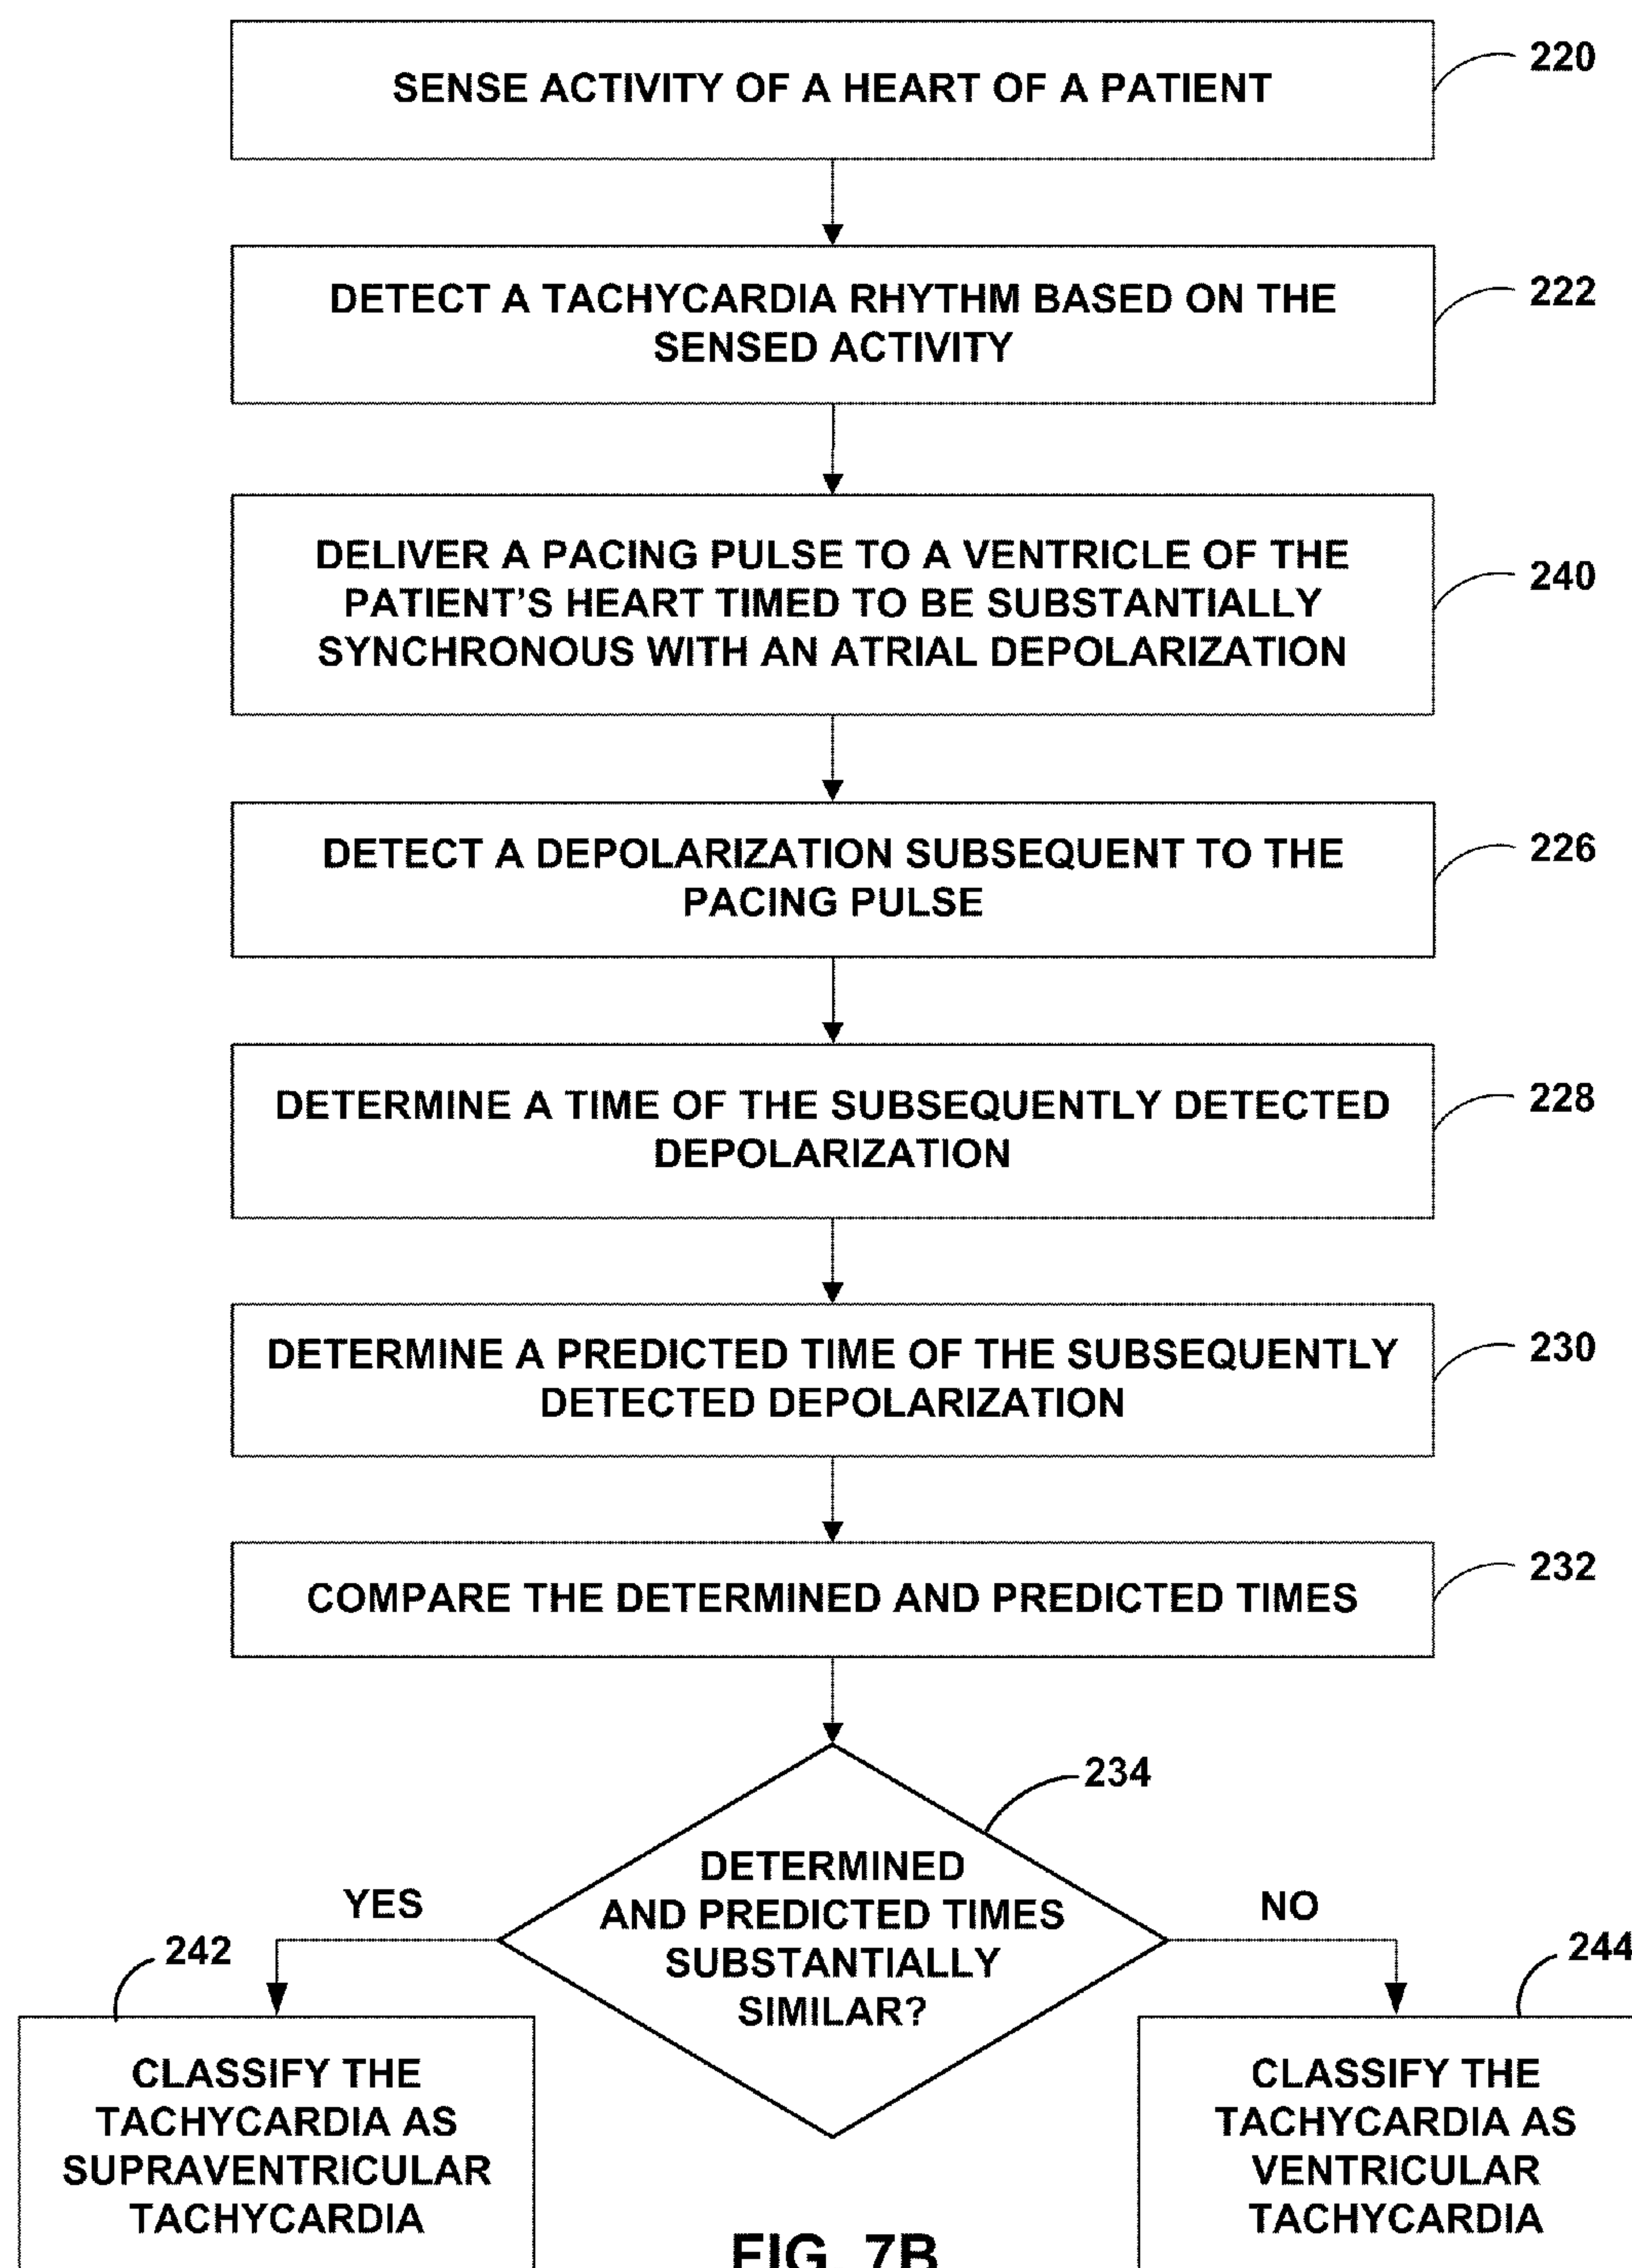 SENSE ACTIVITY OF A HEART OF A PATIENT
220
DETECT A TACHYCARDIA RHYTHM BASED ON THE
SENSED ACTIVITY
222
DELIVER A PACING PULSE TO A VENTRICLE OF THE
PATIENT'S HEART TIMED TO BE SUBSTANTIALLY
SYNCHRONOUS WITH AN ATRIAL DEPOLARIZATION
240
DETECT A DEPOLARIZATION SUBSEQUENT TO THE
PACING PULSE
226
DETERMINE A TIME OF THE SUBSEQUENTLY DETECTED
DEPOLARIZATION
228
DETERMINE A PREDICTED TIME OF THE SUBSEQUENTLY
DETECTED DEPOLARIZATION
230
COMPARE THE DETERMINED AND PREDICTED TIMES
232
234
DETERMINED
AND PREDICTED TIMES
SUBSTANTIALLY
SIMILAR?
YES
NO
242
CLASSIFY THE
TACHYCARDIA AS
SUPRAVENTRICULAR
TACHYCARDIA
244
CLASSIFY THE
TACHYCARDIA AS
VENTRICULAR
TACHYCARDIA
FIG. 7B